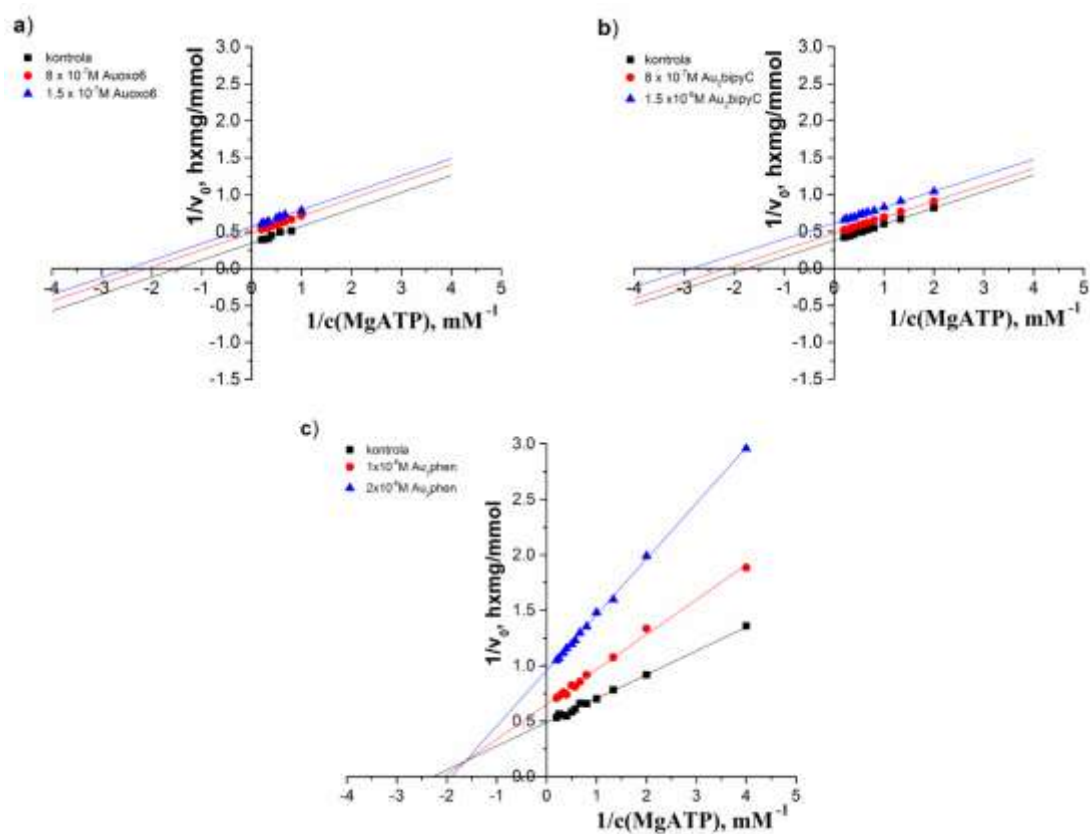 a)
kontrola
8 x 10⁻⁷M Auoxo6
1.5 x 10⁻⁷M Auoxo6
1/v₀, hxmg/mmol
3.0
2.5
2.0
1.5
1.0
0.5
0.0
-0.5
-1.0
-1.5
-4 -3 -2 -1 0 1 2 3 4 5
1/c(MgATP), mM⁻¹
b)
kontrola
8 x 10⁻⁷M Au₂bipyC
1.5 x10⁻⁶M Au₂bipyC
1/v₀, hxmg/mmol
3.0
2.5
2.0
1.5
1.0
0.5
0.0
-0.5
-1.0
-1.5
-4 -3 -2 -1 0 1 2 3 4 5
1/c(MgATP), mM⁻¹
c)
kontrola
1x10⁻⁶M Au₂phen
2x10⁻⁶M Au₂phen
1/v₀, hxmg/mmol
3.0
2.5
2.0
1.5
1.0
0.5
0.0
-4 -3 -2 -1 0 1 2 3 4 5
1/c(MgATP), mM⁻¹